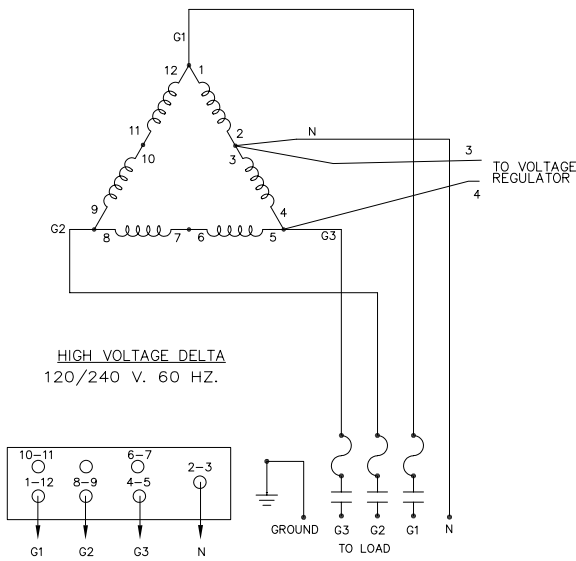 G1
12 1
11 2 N
10 3
3
TO VOLTAGE
REGULATOR
4
9 4
G2 8 7 6 5 G3
HIGH VOLTAGE DELTA
120/240 V. 60 HZ.
10-11 6-7
2-3
1-12 8-9 4-5
G1 G2 G3 N
GROUND G3 G2 G1 N
TO LOAD